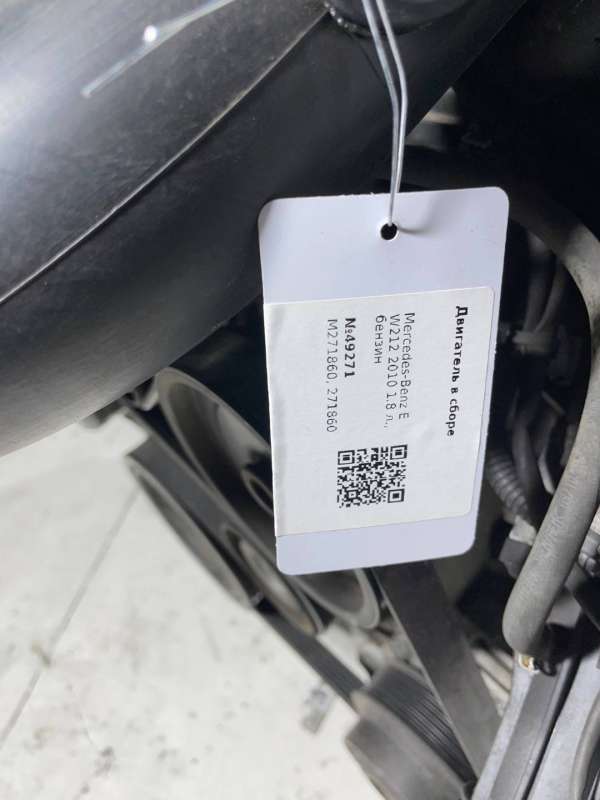 Двигатель в сборе
Mercedes-Benz E
W212 2010 1.8 л.,
бензин
№49271
M271860, 271860